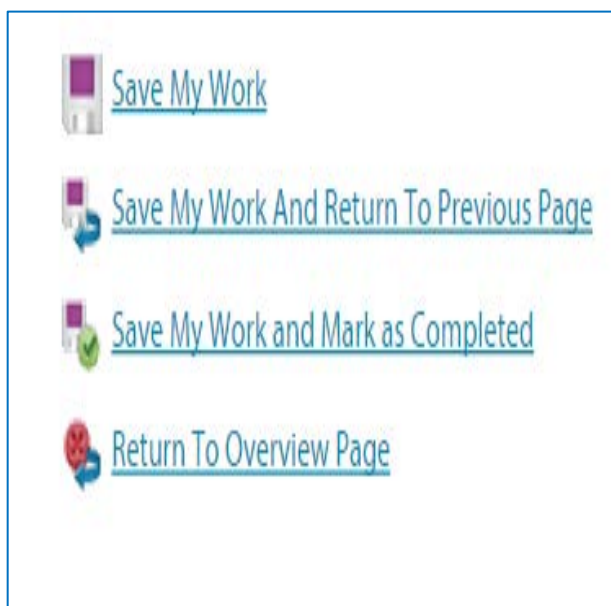 Save My Work
Save My Work And Return To Previous Page
Save My Work and Mark as Completed
Return To Overview Page